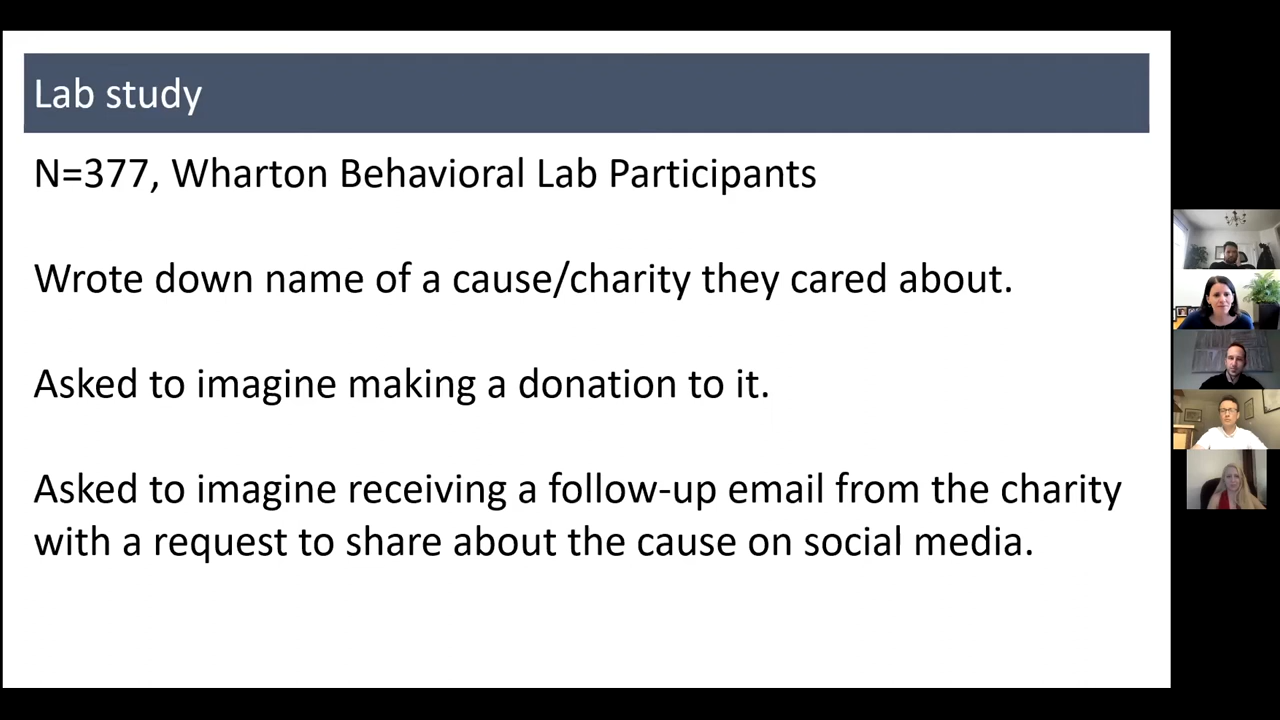 Lab study
N=377, Wharton Behavioral Lab Participants
Wrote down name of a cause/charity they cared about.
Asked to imagine making a donation to it.
Asked to imagine receiving a follow-up email from the charity
with a request to share about the cause on social media.